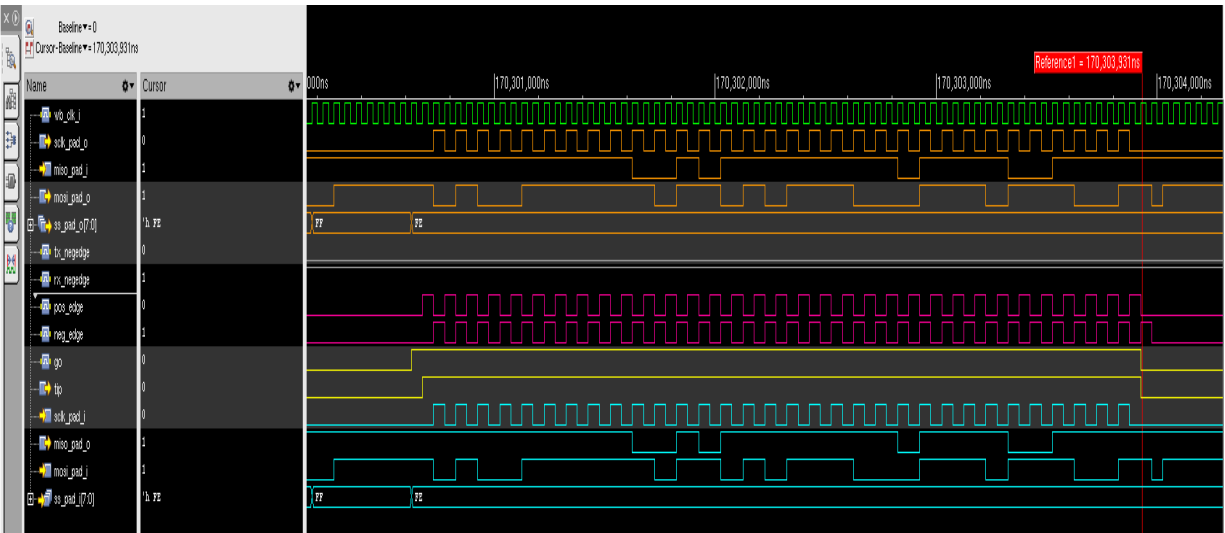 Baseline▼=0
Cursor-Baseline▼=170,303,931ns
Reference1 = 170,303,931ns
Name Cursor 000ns 170,301,000ns 170,302,000ns 170,303,000ns 170,304,000ns
wb_clk_i 1
sclk_pad_o 0
miso_pad_i 1
mosi_pad_o 1
ss_pad_o[7:0] 'h FE FF FE
tx_negedge 0
rx_negedge 1
pos_edge 0
neg_edge 1
go 0
tip 0
sclk_pad_i 0
miso_pad_o 1
mosi_pad_i 1
ss_pad_i[7:0] 'h FE FF FE